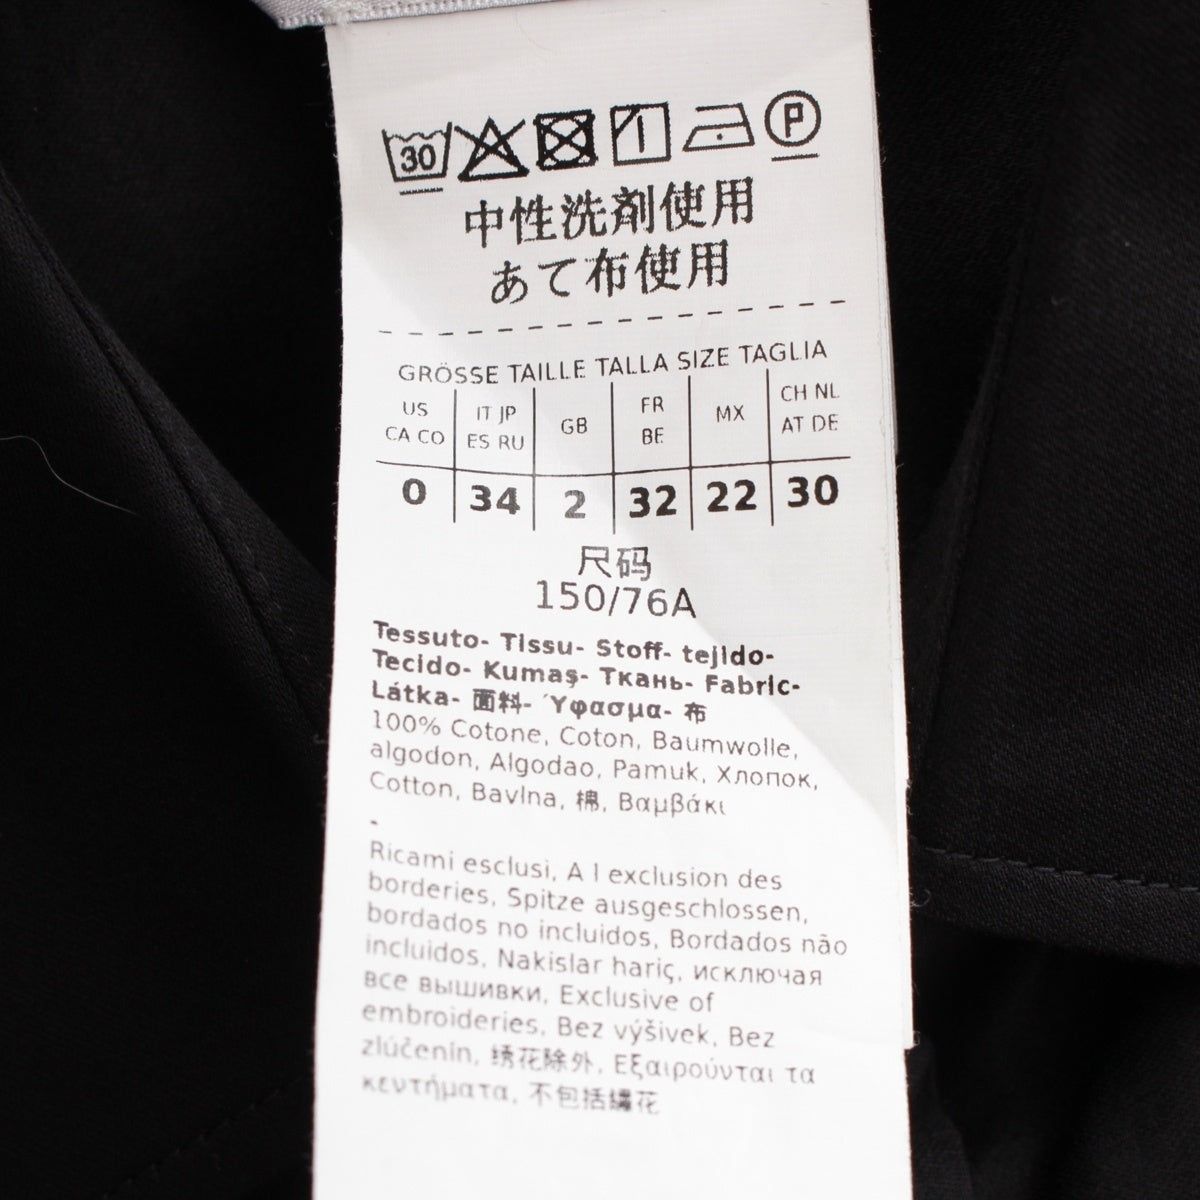 30 P
中性洗剤使用
あて布使用
GRÖSSE TAILLE TALLA SIZE TAGLIA
US CA CO | IT JP ES RU | GB | FR BE | MX | CH NL AT DE
0 | 34 | 2 | 32 | 22 | 30
尺码
150/76A
Tessuto- Tissu- Stoff- tejido-
Tecido- Kumaş- Ткань- Fabric-
Látka- 面料- Ύφασμα- 布
100% Cotone, Coton, Baumwolle,
algodon, Algodao, Pamuk, Хлопок,
Cotton, Bavlna, 棉, Βαμβάκι
-
Ricami esclusi, A l exclusion des
borderies, Spitze ausgeschlossen,
bordados no incluidos, Bordados não
incluidos, Nakislar hariç, исключая
все вышивки, Exclusive of
embroideries, Bez výšivek, Bez
zlúčenín, 绣花除外, Εξαιρούνται τα
κεντήματα, 不包括繡花